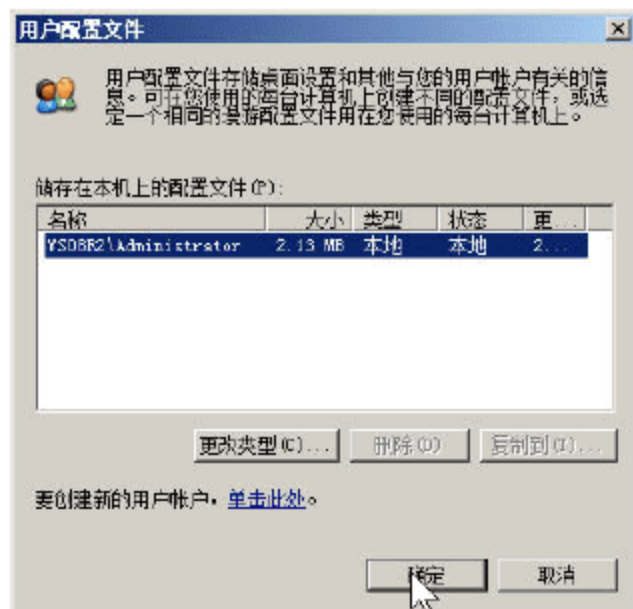 用户配置文件
用户配置文件存储桌面设置和其他与您的用户帐户有关的信
息。可在您使用的每台计算机上创建不同的配置文件，或选
定一个相同的漫游配置文件用在您使用的每台计算机上。
储存在本机上的配置文件(P):
名称 大小 类型 状态 更...
YSD8R2\Administrator 2.13 MB 本地 本地 2...
更改类型(C)... 删除(D) 复制到(T)...
要创建新的用户帐户，单击此处。
确定 取消